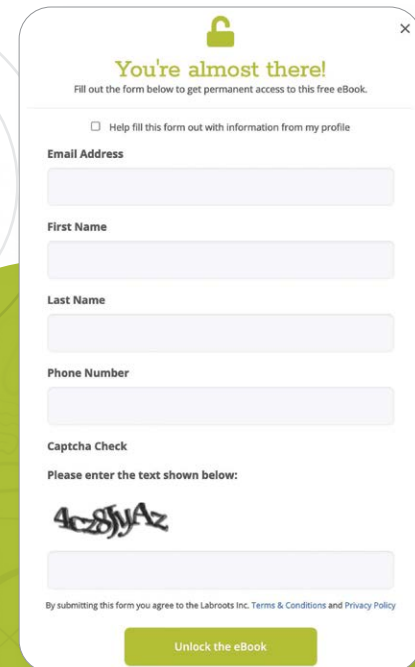 ×
You're almost there!
Fill out the form below to get permanent access to this free eBook.
Help fill this form out with information from my profile
Email Address
First Name
Last Name
Phone Number
Captcha Check
Please enter the text shown below:
By submitting this form you agree to the Labroots Inc. Terms & Conditions and Privacy Policy
Unlock the eBook